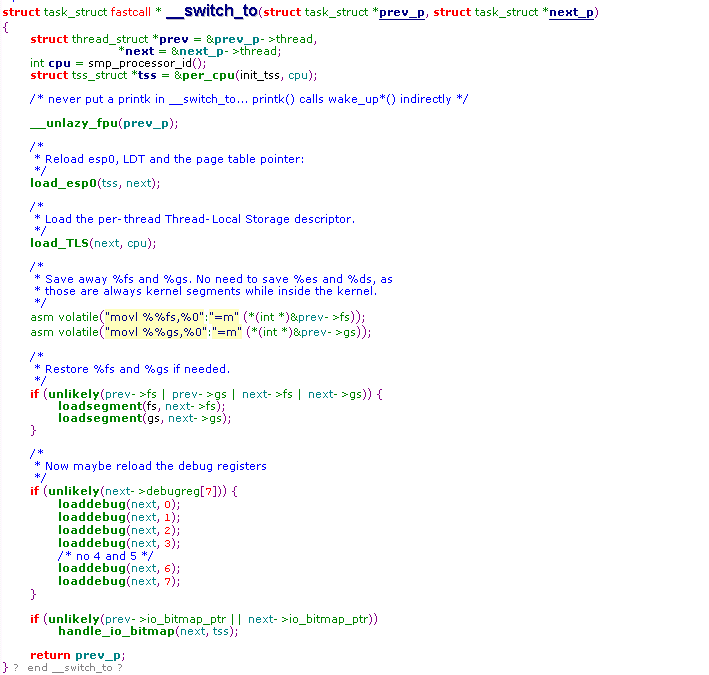 struct task_struct fastcall * __switch_to(struct task_struct *prev_p, struct task_struct *next_p)
{
struct thread_struct *prev = &prev_p->thread,
*next = &next_p->thread;
int cpu = smp_processor_id();
struct tss_struct *tss = &per_cpu(init_tss, cpu);
/* never put a printk in __switch_to... printk() calls wake_up*() indirectly */
__unlazy_fpu(prev_p);
/*
* Reload esp0, LDT and the page table pointer:
*/
load_esp0(tss, next);
/*
* Load the per-thread Thread-Local Storage descriptor.
*/
load_TLS(next, cpu);
/*
* Save away %fs and %gs. No need to save %es and %ds, as
* those are always kernel segments while inside the kernel.
*/
asm volatile("movl %%fs,%0":"=m" (*(int *)&prev->fs));
asm volatile("movl %%gs,%0":"=m" (*(int *)&prev->gs));
/*
* Restore %fs and %gs if needed.
*/
if (unlikely(prev->fs | prev->gs | next->fs | next->gs)) {
loadsegment(fs, next->fs);
loadsegment(gs, next->gs);
}
/*
* Now maybe reload the debug registers
*/
if (unlikely(next->debugreg[7])) {
loaddebug(next, 0);
loaddebug(next, 1);
loaddebug(next, 2);
loaddebug(next, 3);
/* no 4 and 5 */
loaddebug(next, 6);
loaddebug(next, 7);
}
if (unlikely(prev->io_bitmap_ptr || next->io_bitmap_ptr))
handle_io_bitmap(next, tss);
return prev_p;
} ? end __switch_to ?